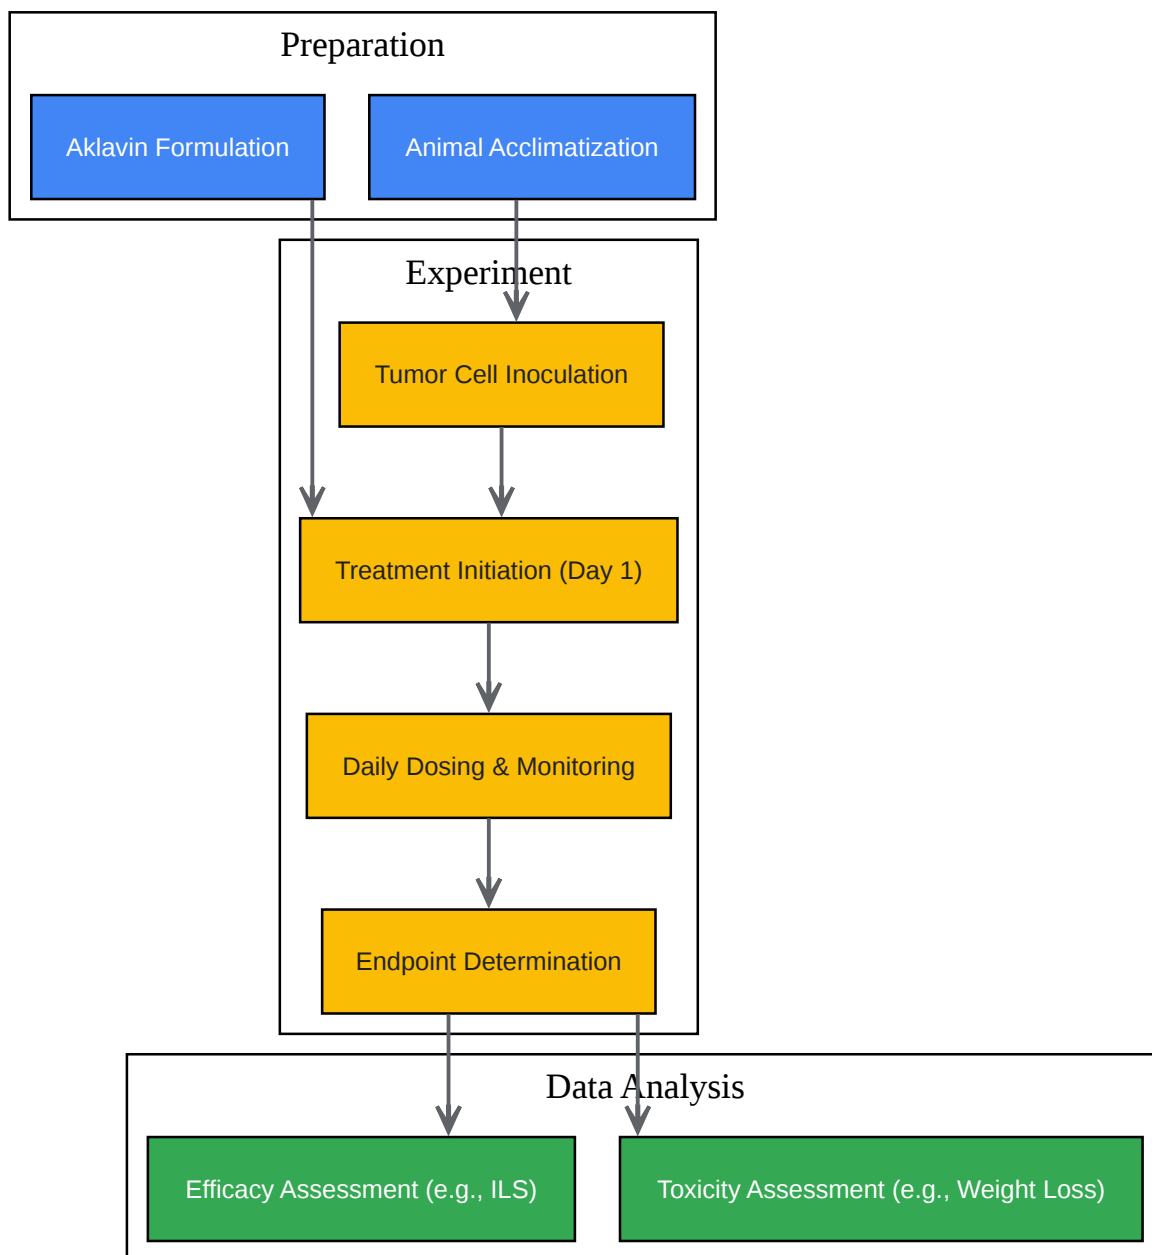 Preparation
Aklavin Formulation
Animal Acclimatization
Experiment
Tumor Cell Inoculation
Treatment Initiation (Day 1)
Daily Dosing & Monitoring
Endpoint Determination
Data Analysis
Efficacy Assessment (e.g., ILS)
Toxicity Assessment (e.g., Weight Loss)